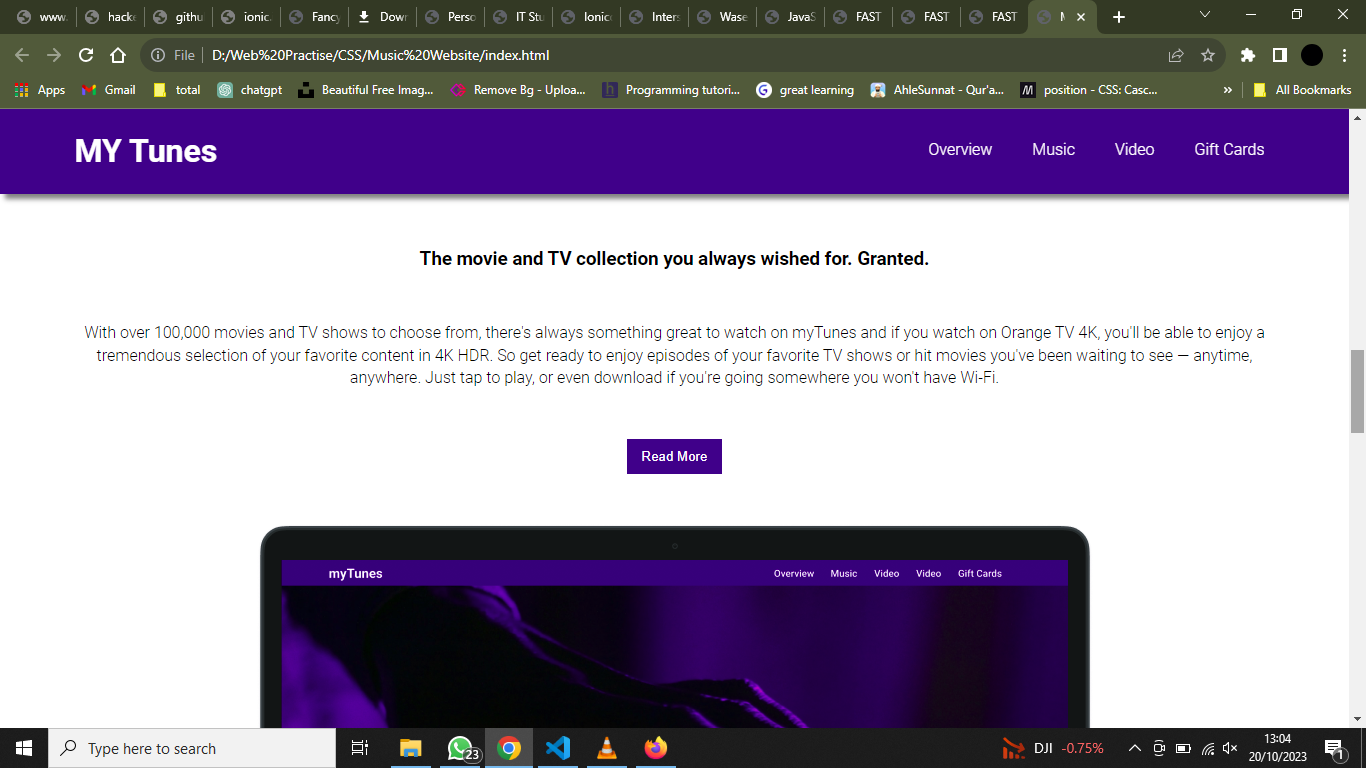 www.
hacke
githu
ionic.
Fancy
Down
Perso
IT Stu
Ionic
Inters
Wase
JavaS
FAST
FAST
FAST
M
File
D:/Web%20Practise/CSS/Music%20Website/index.html
Apps
Gmail
total
chatgpt
Beautiful Free Imag...
Remove Bg - Uploa...
Programming tutori...
great learning
AhleSunnat - Qur'a...
position - CSS: Casc...
»
All Bookmarks
MY Tunes
Overview Music Video Gift Cards
The movie and TV collection you always wished for. Granted.
With over 100,000 movies and TV shows to choose from, there's always something great to watch on myTunes and if you watch on Orange TV 4K, you'll be able to enjoy a
tremendous selection of your favorite content in 4K HDR. So get ready to enjoy episodes of your favorite TV shows or hit movies you've been waiting to see — anytime,
anywhere. Just tap to play, or even download if you're going somewhere you won't have Wi-Fi.
Read More
myTunes
Overview Music Video Video Gift Cards
Type here to search
23
DJI -0.75%
13:04
20/10/2023
1